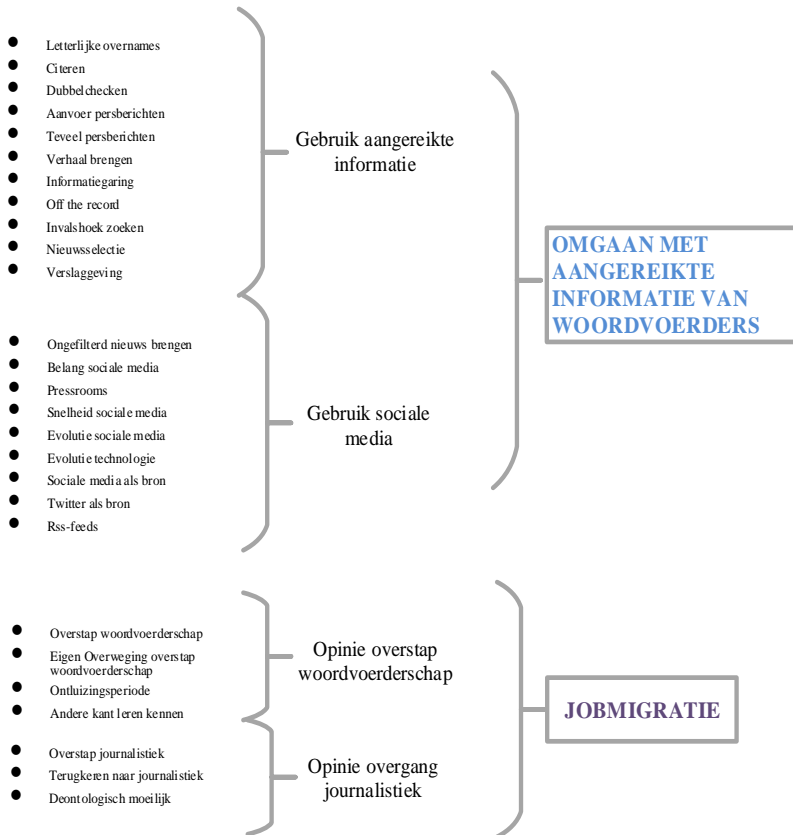 Letterlijke overnames
Citeren
Dubbelchecken
Aanvoer persberichten
Teveel persberichten
Verhaal brengen
Informatiegaring
Off the record
Invalshoek zoeken
Nieuwsselectie
Verslaggeving
Gebruik aangereikte
informatie
Ongefilterd nieuws brengen
Belang sociale media
Pressrooms
Snelheid sociale media
Evolutie sociale media
Evolutie technologie
Sociale media als bron
Twitter als bron
Rss-feeds
Gebruik sociale
media
OMGAAN MET
AANGEREIKTE
INFORMATIE VAN
WOORDVOERDERS
Overstap woordvoerderschap
Eigen Overweging overstap
woordvoerderschap
Ontluizingsperiode
Andere kant leren kennen
Opinie overstap
woordvoerderschap
Overstap journalistiek
Terugkeren naar journalistiek
Deontologisch moeilijk
Opinie overgang
journalistiek
JOBMIGRATIE